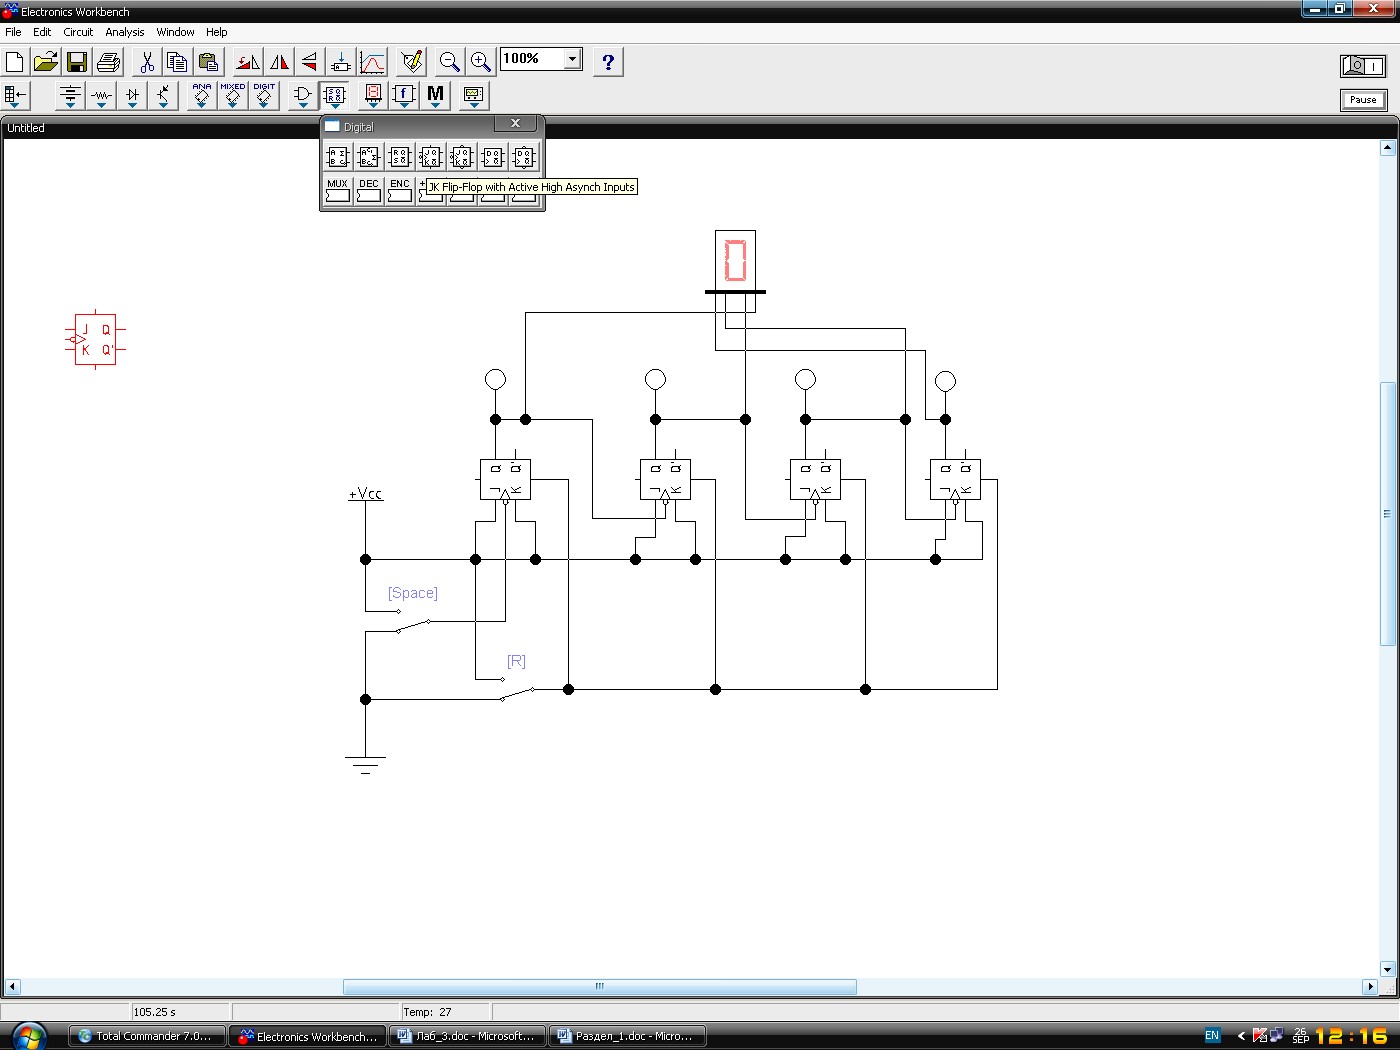 Electronics Workbench
File Edit Circuit Analysis Window Help
100%
?
ANA MIXED DIGIT
f M
Pause
Untitled
Digital
MUX DEC ENC
JK Flip-Flop with Active High Asynch Inputs
J Q
K Q'
+Vcc
Q Q'
J K
Q Q'
J K
Q Q'
J K
Q Q'
J K
[Space]
[R]
105.25 s
Temp: 27
Total Commander 7.0...
Electronics Workbench...
Лаб_3.doc - Microsoft...
Раздел_1.doc - Micro...
EN
26 SEP
12:16